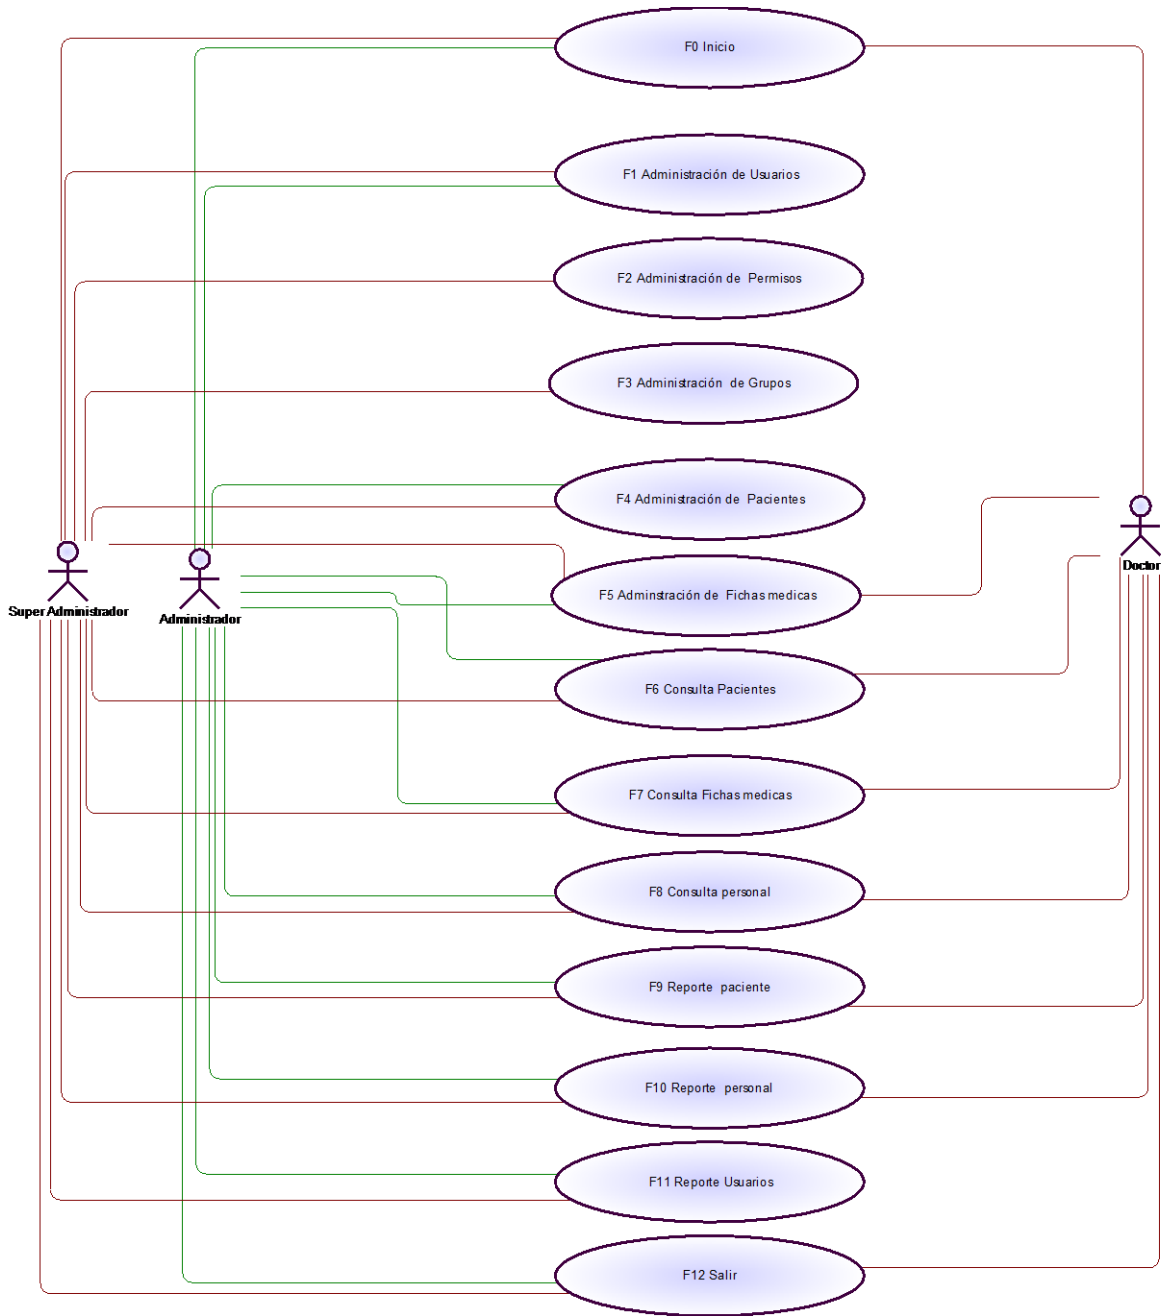 F0 Inicio
F1 Administración de Usuarios
F2 Administración de Permisos
F3 Administración de Grupos
F4 Administración de Pacientes
F5 Adminstración de Fichas medicas
F6 Consulta Pacientes
F7 Consulta Fichas medicas
F8 Consulta personal
F9 Reporte paciente
F10 Reporte personal
F11 Reporte Usuarios
F12 Salir
Super Administrador
Administrador
Doctor